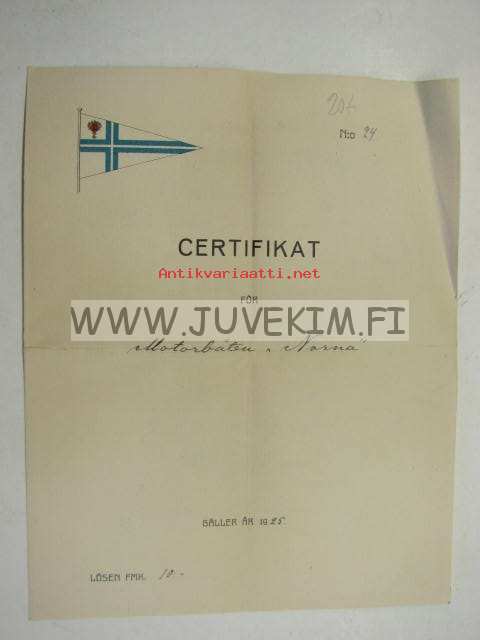 20+
N:o 24
CERTIFIKAT
Antikvariaatti.net
FÖR
WWW.JUVEKIM.FI
Motorbåten „Norna"
GÄLLER ÅR 1925.
LÖSEN FMK. 10.-